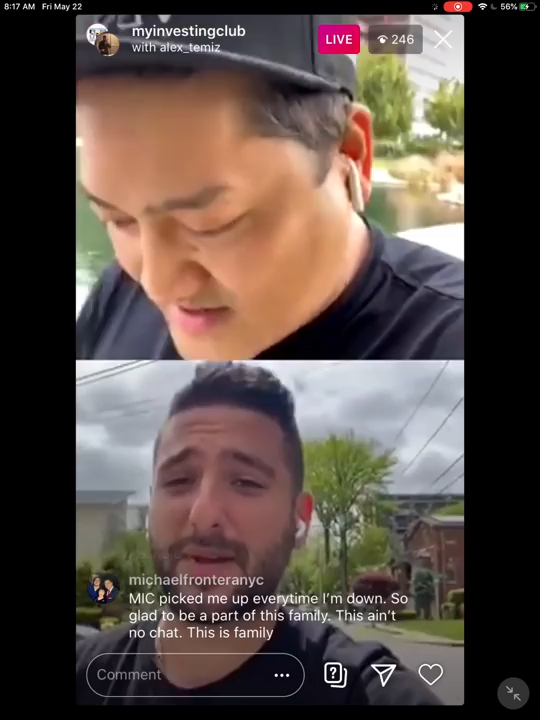 8:17 AM Fri May 22
56%
myinvestingclub
with alex_temiz
LIVE
246
michaelfronteranyc
MIC picked me up everytime I'm down. So
glad to be a part of this family. This ain't
no chat. This is family
Comment